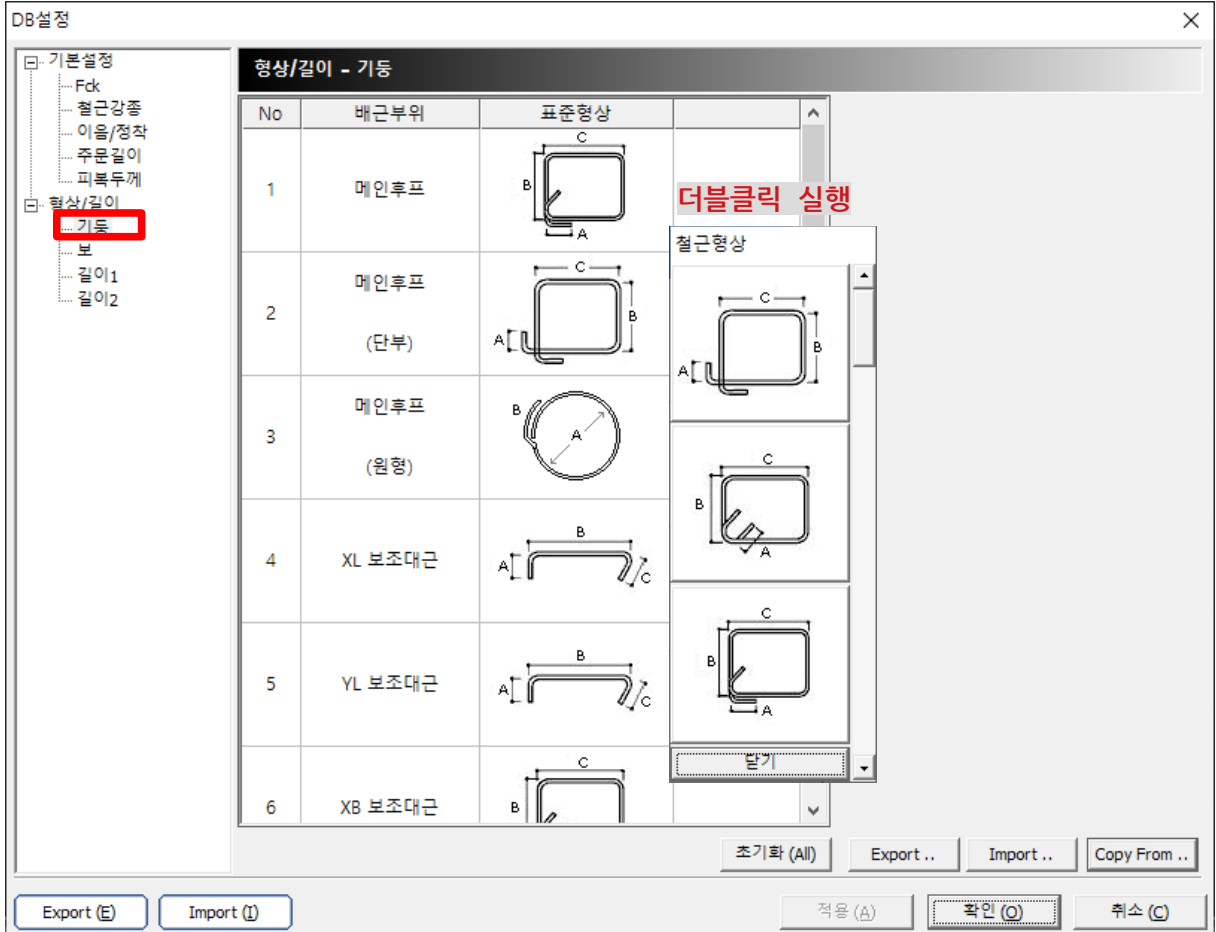 DB설정
기본설정
Fck
철근강종
이음/정착
주문길이
피복두께
형상/길이
기둥
보
길이1
길이2
형상/길이 - 기둥
No 배근부위 표준형상
1 메인후프
C
B
A
2 메인후프
(단부)
C
B
A
3 메인후프
(원형)
B
A
4 XL 보조대근
B
A
C
5 YL 보조대근
B
A
C
6 XB 보조대근
C
B
더블클릭 실행
철근형상
C
B
A
C
B
A
C
B
A
닫기
초기화 (All) Export .. Import .. Copy From ..
Export (E) Import (I) 적용 (A) 확인 (O) 취소 (C)